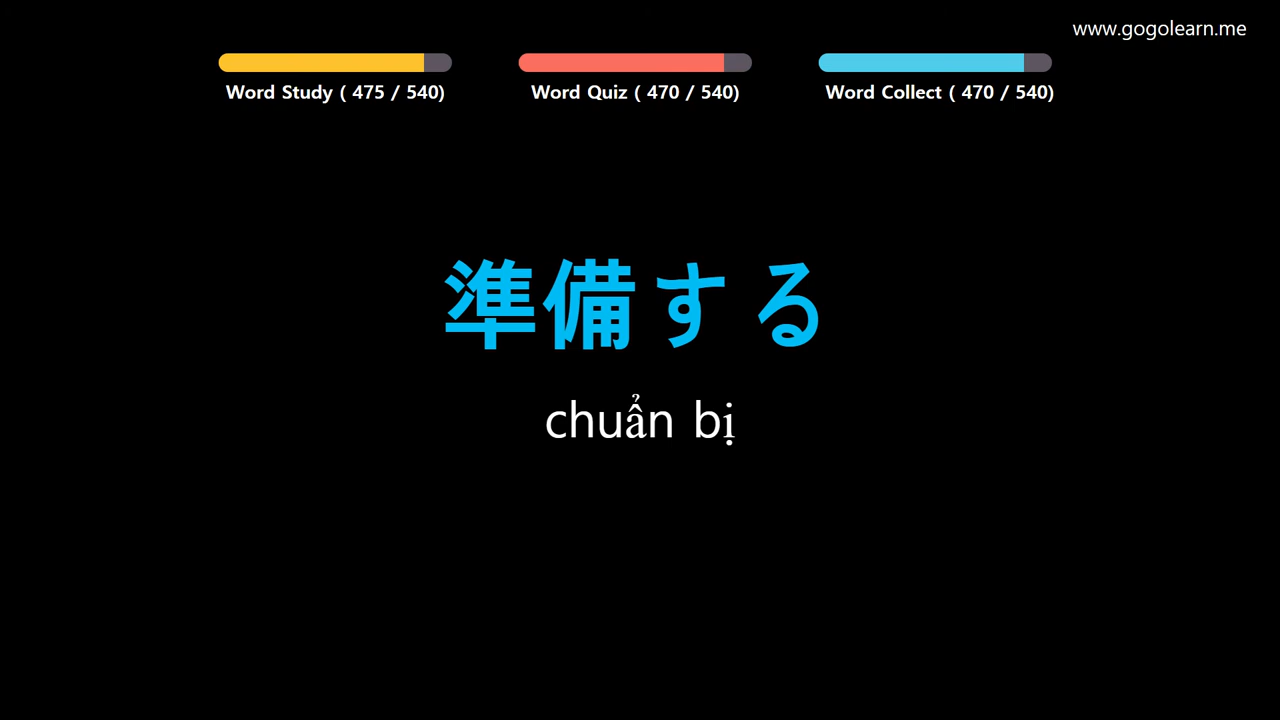 www.gogolearn.me
Word Study ( 475 / 540)
Word Quiz ( 470 / 540)
Word Collect ( 470 / 540)
準備する
chuẩn bị